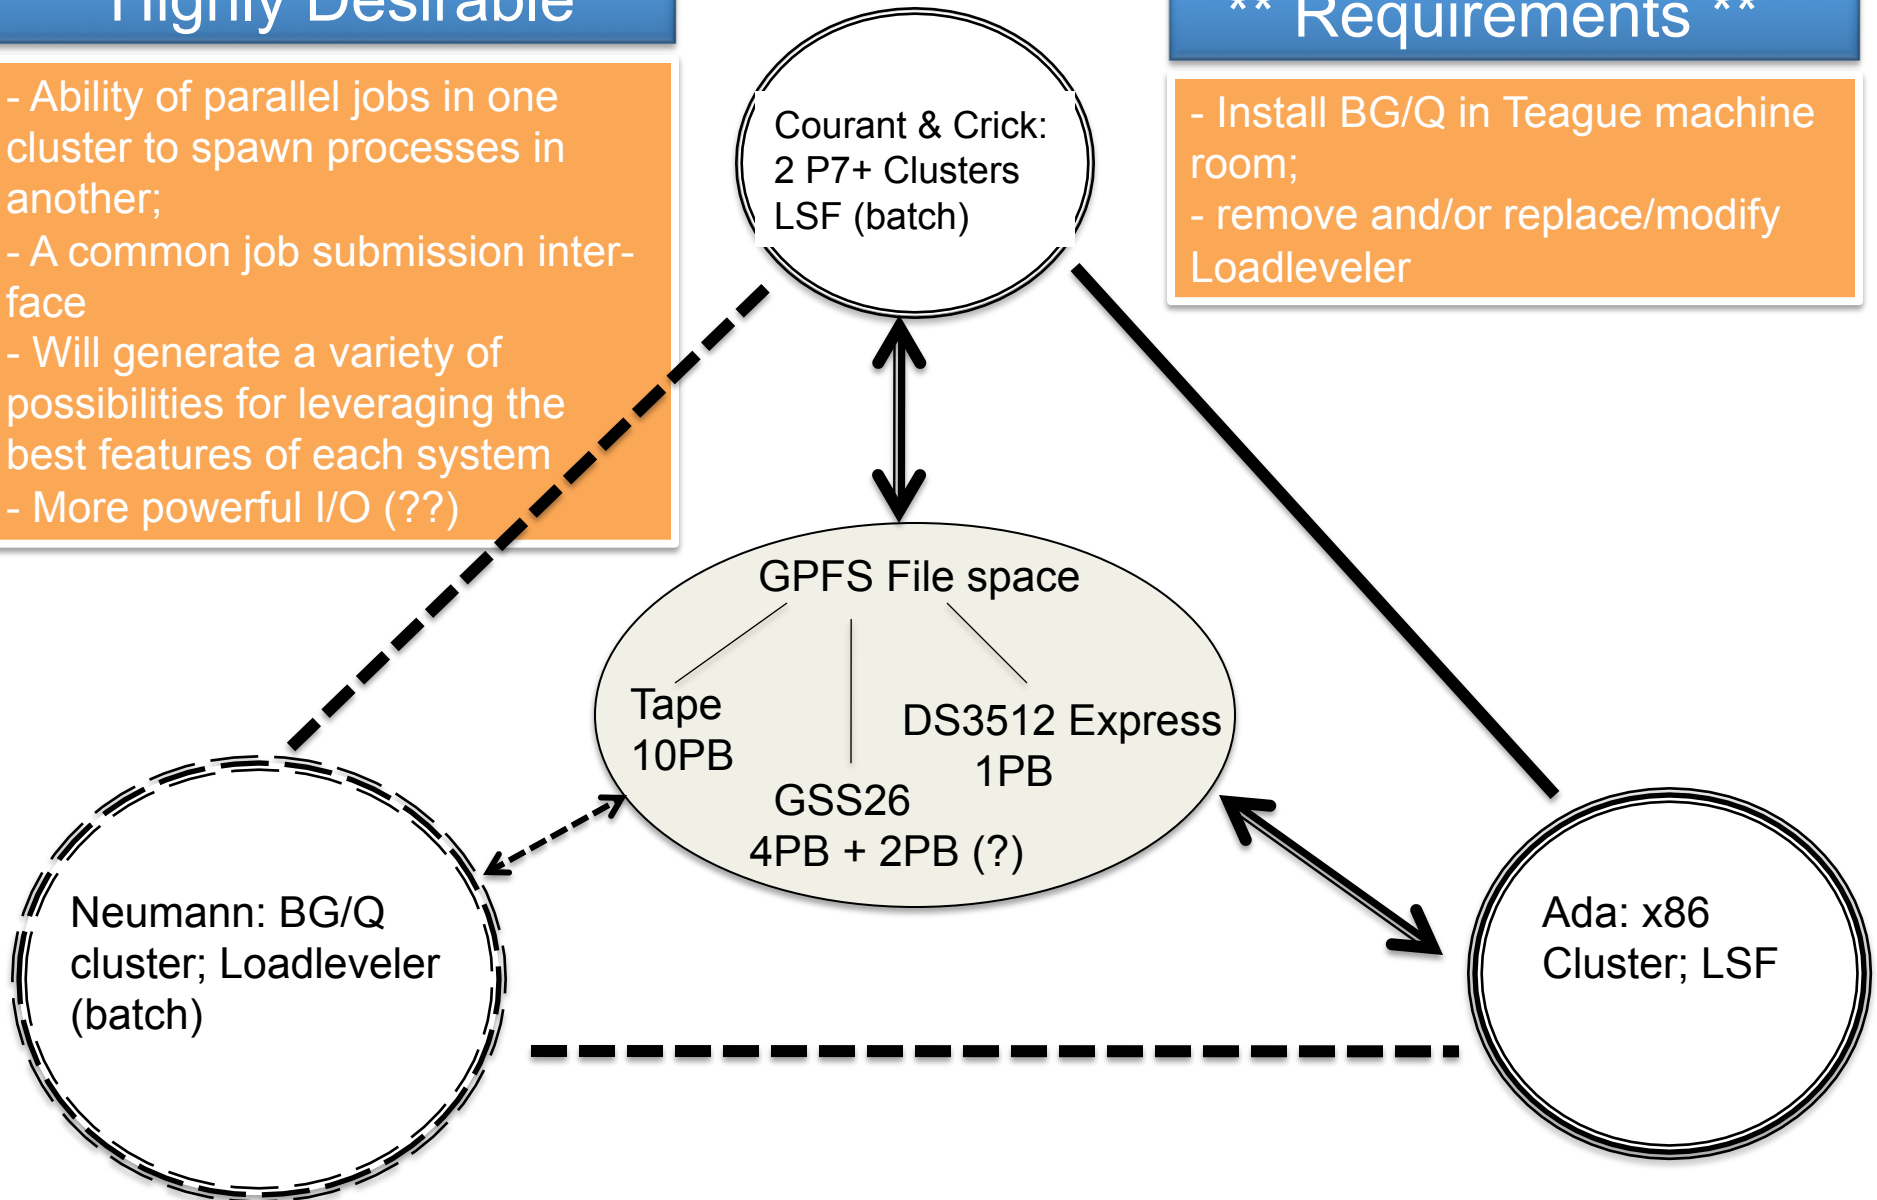 Highly Desirable
** Requirements **
- Ability of parallel jobs in one
cluster to spawn processes in
another;
- A common job submission inter-
face
- Will generate a variety of
possibilities for leveraging the
best features of each system
- More powerful I/O (??)
Courant & Crick:
2 P7+ Clusters
LSF (batch)
- Install BG/Q in Teague machine
room;
- remove and/or replace/modify
Loadleveler
GPFS File space
Tape
10PB
DS3512 Express
1PB
GSS26
4PB + 2PB (?)
Neumann: BG/Q
cluster; Loadleveler
(batch)
Ada: x86
Cluster; LSF